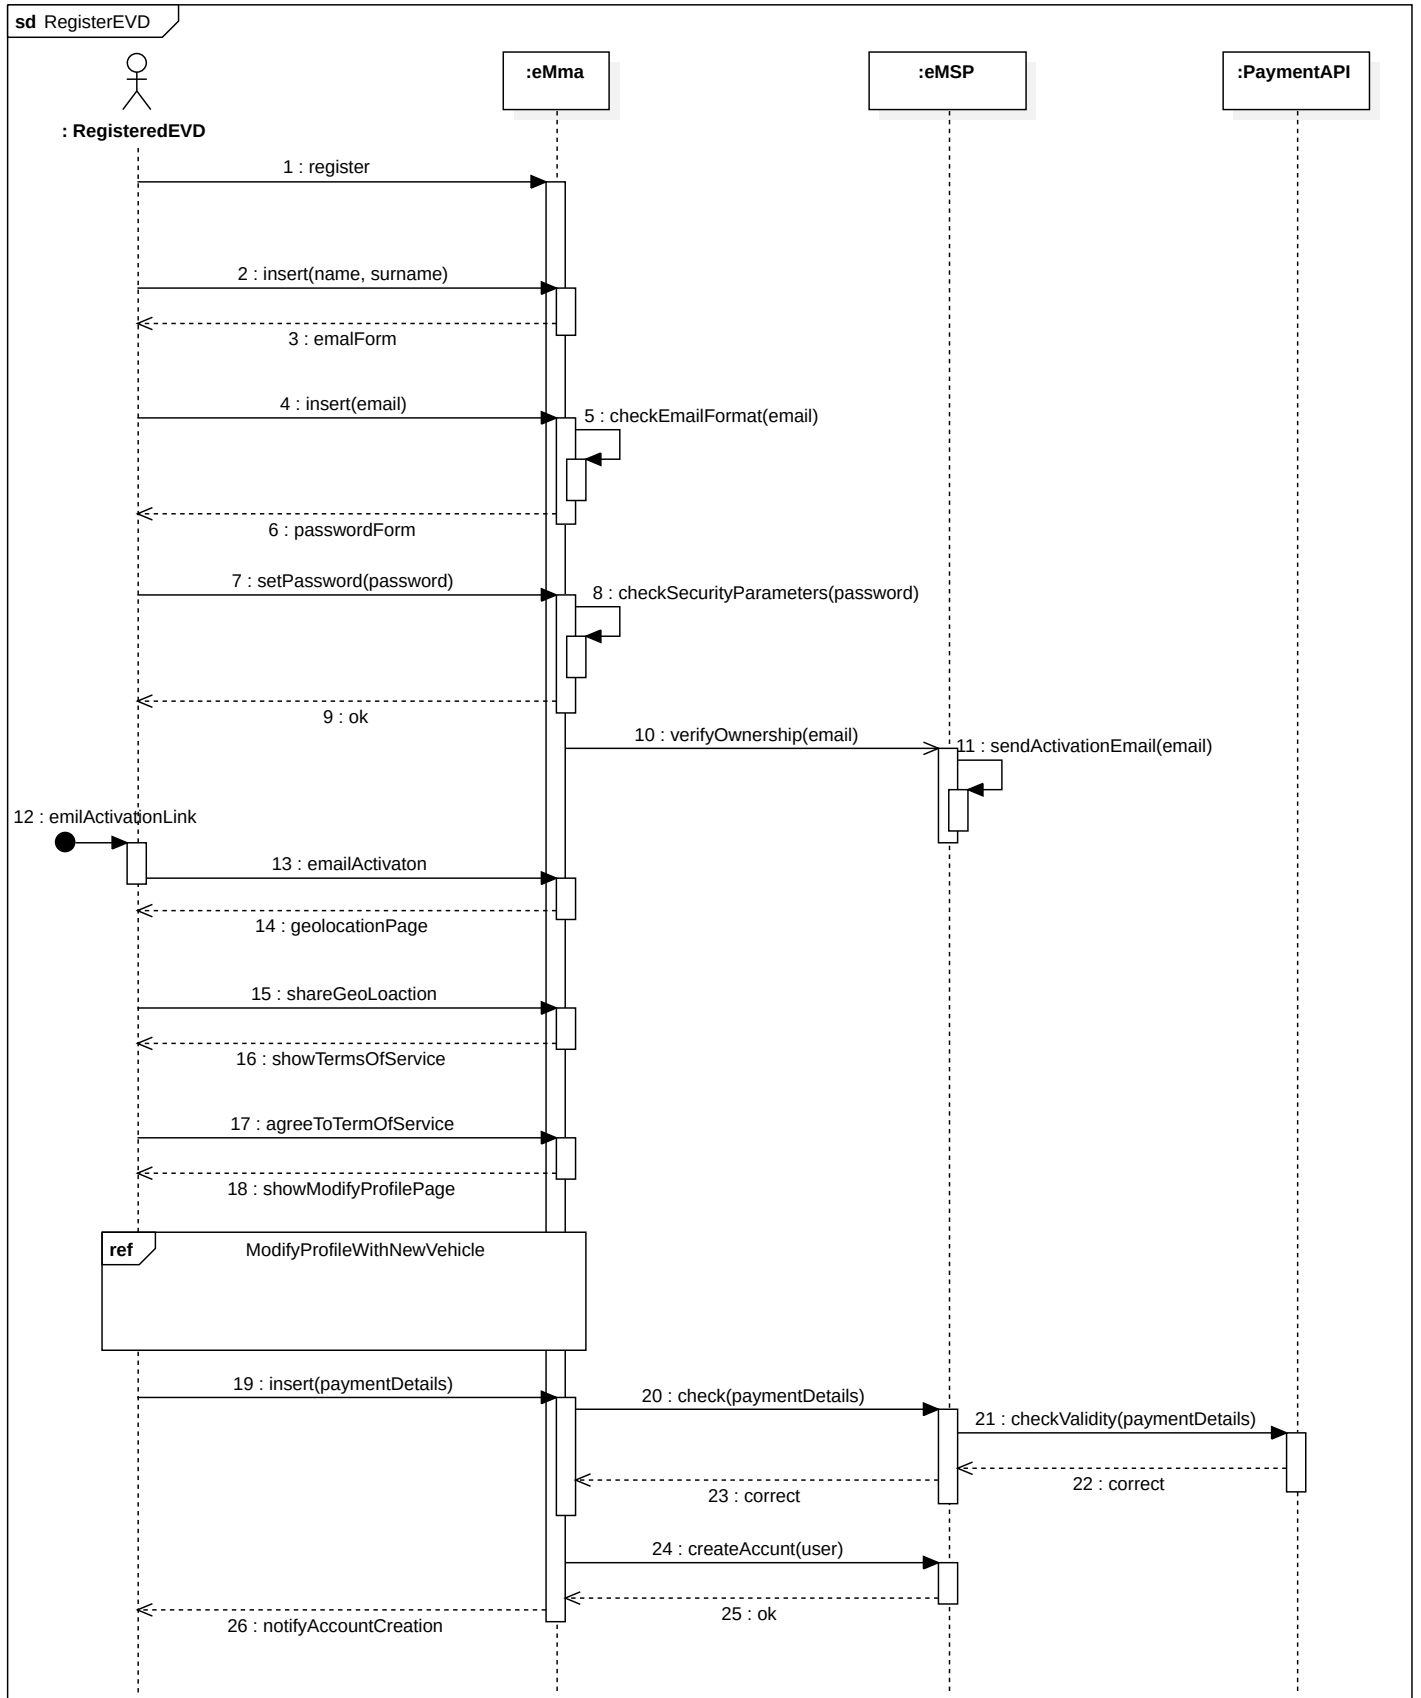 sd RegisterEVD
:eMma
:eMSP
:PaymentAPI
: RegisteredEVD
1 : register
2 : insert(name, surname)
3 : emalForm
4 : insert(email)
5 : checkEmailFormat(email)
6 : passwordForm
7 : setPassword(password)
8 : checkSecurityParameters(password)
9 : ok
10 : verifyOwnership(email)
11 : sendActivationEmail(email)
12 : emilActivationLink
13 : emailActivaton
14 : geolocationPage
15 : shareGeoLoaction
16 : showTermsOfService
17 : agreeToTermOfService
18 : showModifyProfilePage
ref
ModifyProfileWithNewVehicle
19 : insert(paymentDetails)
20 : check(paymentDetails)
21 : checkValidity(paymentDetails)
22 : correct
23 : correct
24 : createAccunt(user)
25 : ok
26 : notifyAccountCreation